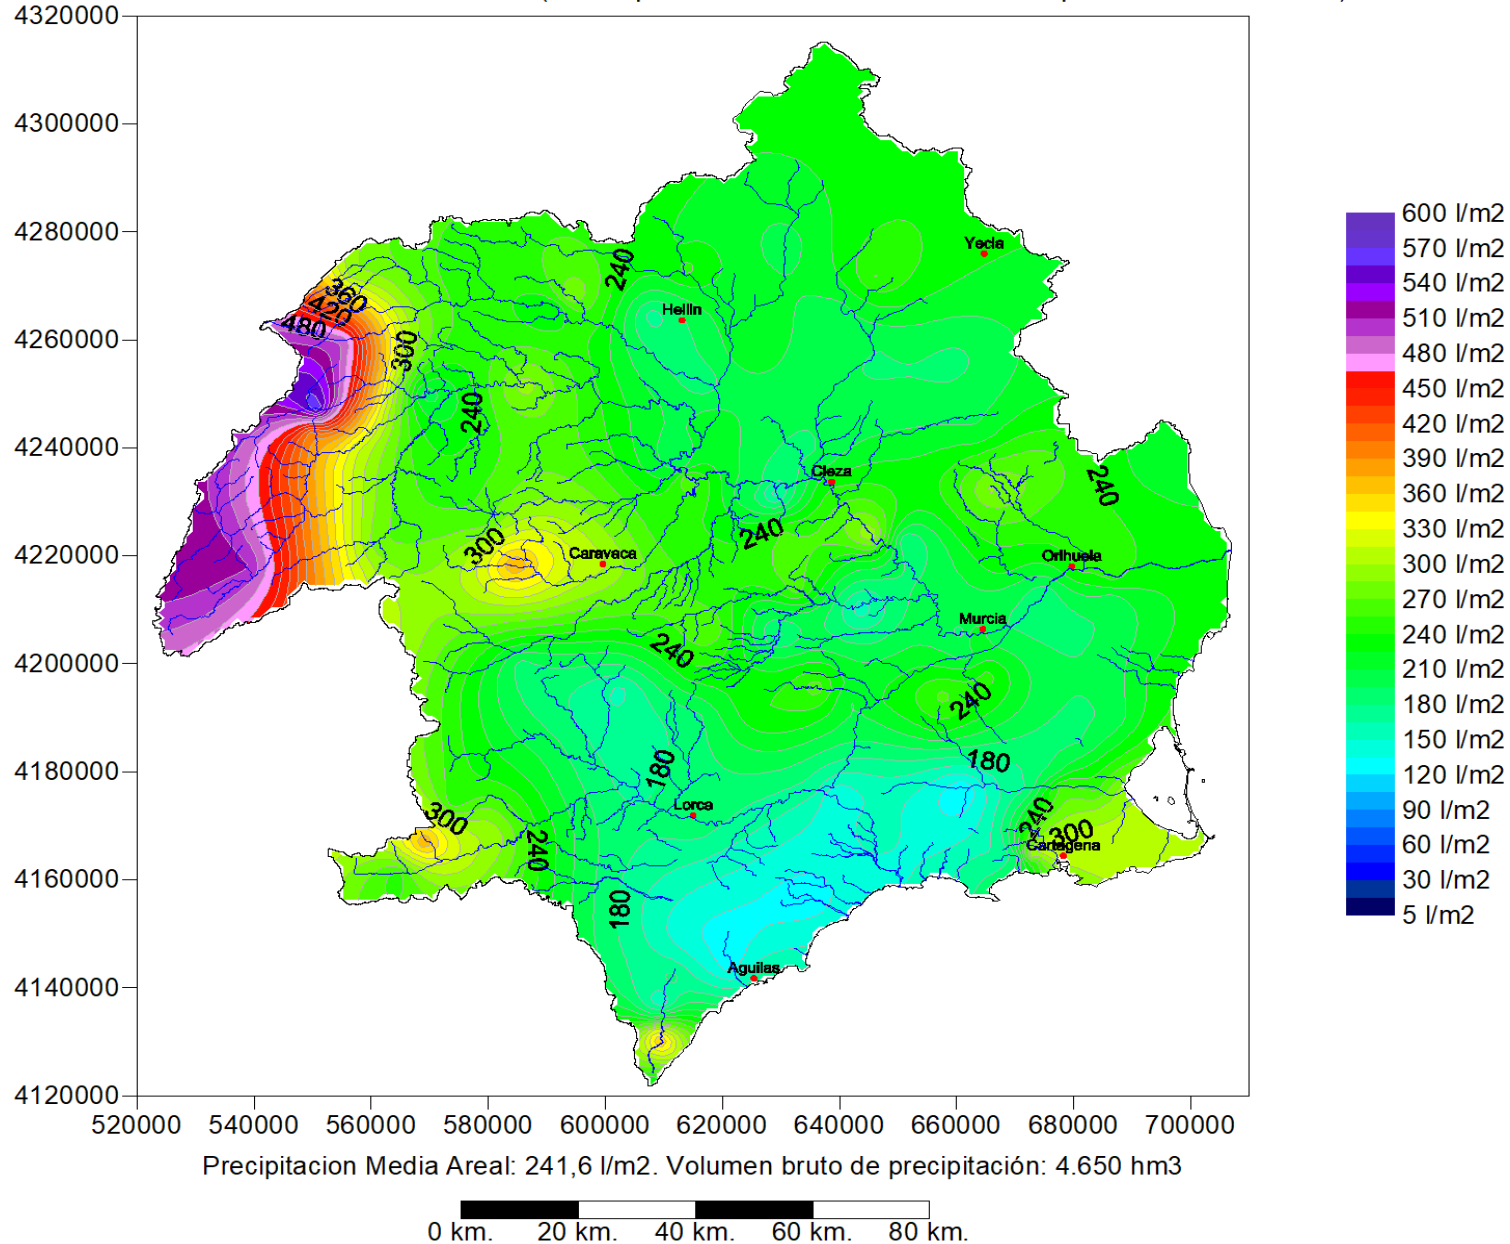 4320000
4300000
4280000
4260000
4240000
4220000
4200000
4180000
4160000
4140000
4120000
520000 540000 560000 580000 600000 620000 640000 660000 680000 700000
Yecla
240
Hellin
360
420
480
300
240
Cieza
240
240
300
Caravaca
Orihuela
Murcia
240
240
180
180
Lorca
300
240
240
300
Cartagena
180
Aguilas
600 l/m2
570 l/m2
540 l/m2
510 l/m2
480 l/m2
450 l/m2
420 l/m2
390 l/m2
360 l/m2
330 l/m2
300 l/m2
270 l/m2
240 l/m2
210 l/m2
180 l/m2
150 l/m2
120 l/m2
90 l/m2
60 l/m2
30 l/m2
5 l/m2
Precipitacion Media Areal: 241,6 l/m2. Volumen bruto de precipitación: 4.650 hm3
0 km. 20 km. 40 km. 60 km. 80 km.